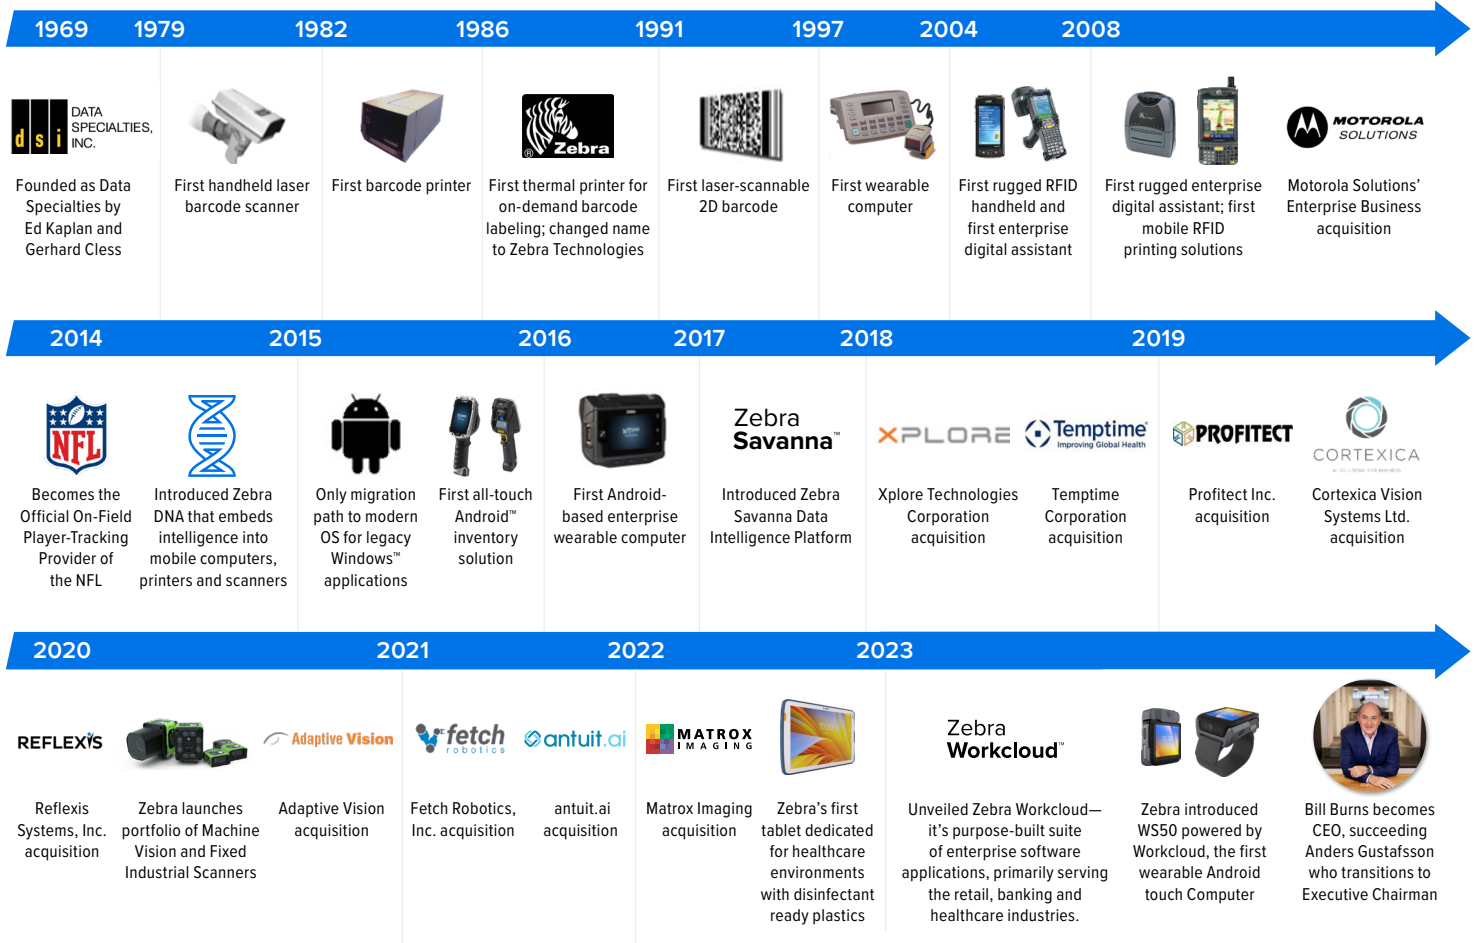 1969 1979 1982 1986 1991 1997 2004 2008
dsi
DATA
SPECIALTIES,
INC.
Founded as Data
Specialties by
Ed Kaplan and
Gerhard Cless
First handheld laser
barcode scanner
First barcode printer
®
Zebra
First thermal printer for
on-demand barcode
labeling; changed name
to Zebra Technologies
First laser-scannable
2D barcode
First wearable
computer
First rugged RFID
handheld and
first enterprise
digital assistant
First rugged enterprise
digital assistant; first
mobile RFID
printing solutions
MOTOROLA
SOLUTIONS
Motorola Solutions’
Enterprise Business
acquisition
2014 2015 2016 2017 2018 2019
NFL
Becomes the
Official On-Field
Player-Tracking
Provider of
the NFL
Introduced Zebra
DNA that embeds
intelligence into
mobile computers,
printers and scanners
Only migration
path to modern
OS for legacy
Windows™
applications
First all-touch
Android™
inventory
solution
First Android-
based enterprise
wearable computer
Zebra
Savanna™
Introduced Zebra
Savanna Data
Intelligence Platform
XPLORE
Xplore Technologies
Corporation
acquisition
Temptime®
Improving Global Health
Temptime
Corporation
acquisition
PROFITECT
Profitect Inc.
acquisition
CORTEXICA
Cortexica Vision
Systems Ltd.
acquisition
2020 2021 2022 2023
REFLEXIS
Reflexis
Systems, Inc.
acquisition
Zebra launches
portfolio of Machine
Vision and Fixed
Industrial Scanners
Adaptive Vision
Adaptive Vision
acquisition
fetch
robotics
Fetch Robotics,
Inc. acquisition
antuit.ai
antuit.ai
acquisition
MATROX
IMAGING
Matrox Imaging
acquisition
Zebra’s first
tablet dedicated
for healthcare
environments
with disinfectant
ready plastics
Zebra
Workcloud™
Unveiled Zebra Workcloud—
it’s purpose-built suite
of enterprise software
applications, primarily serving
the retail, banking and
healthcare industries.
Zebra introduced
WS50 powered by
Workcloud, the first
wearable Android
touch Computer
Bill Burns becomes
CEO, succeeding
Anders Gustafsson
who transitions to
Executive Chairman